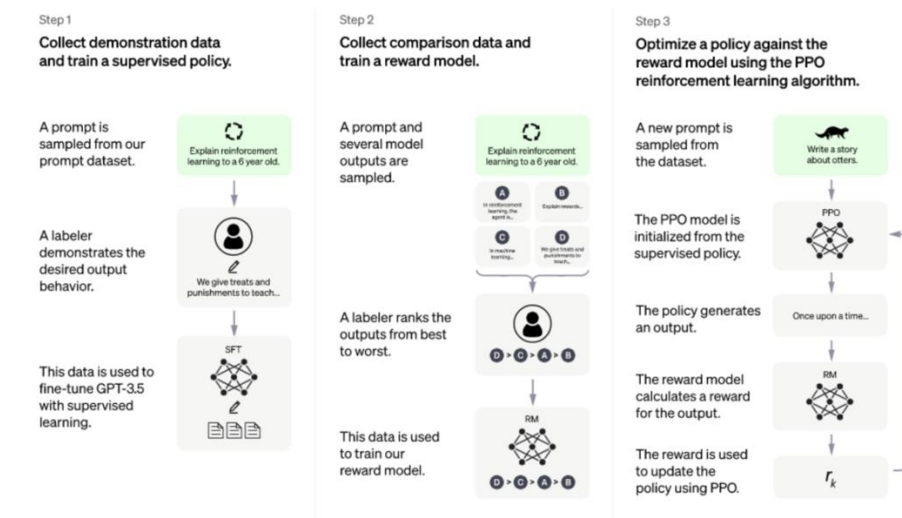 Step 1
Collect demonstration data
and train a supervised policy.
A prompt is
sampled from our
prompt dataset.
Explain reinforcement
learning to a 6 year old.
A labeler
demonstrates the
desired output
behavior.
We give treats and
punishments to teach...
This data is used to
fine-tune GPT-3.5
with supervised
learning.
SFT
Step 2
Collect comparison data and
train a reward model.
A prompt and
several model
outputs are
sampled.
Explain reinforcement
learning to a 6 year old.
A
In reinforcement
learning, the
agent is...
B
Explain rewards...
C
In machine
learning...
D
We give treats and
punishments to
teach...
A labeler ranks the
outputs from best
to worst.
D > C > A > B
This data is used
to train our
reward model.
RM
D > C > A > B
Step 3
Optimize a policy against the
reward model using the PPO
reinforcement learning algorithm.
A new prompt is
sampled from
the dataset.
Write a story
about otters.
The PPO model is
initialized from the
supervised policy.
PPO
The policy generates
an output.
Once upon a time...
The reward model
calculates a reward
for the output.
RM
The reward is used
to update the
policy using PPO.
rk